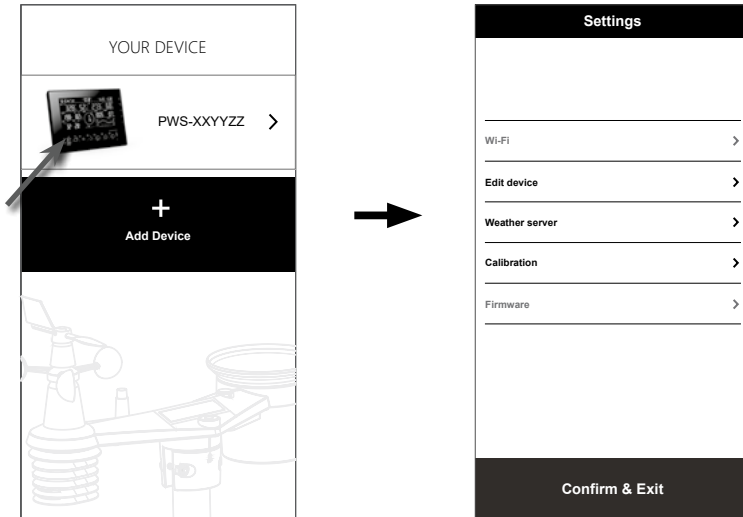 YOUR DEVICE
PWS-XXYYZZ
+
Add Device
Settings
Wi-Fi
Edit device
Weather server
Calibration
Firmware
Confirm & Exit